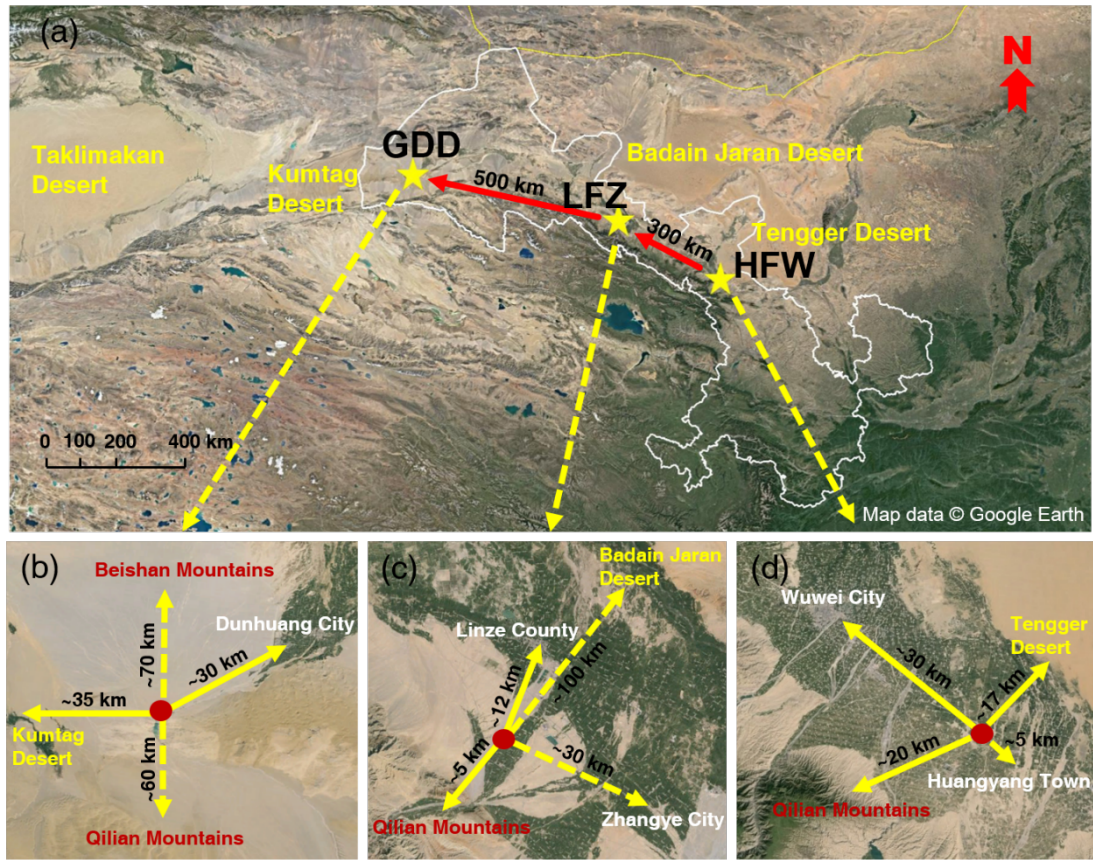 (a)
N
Taklimakan
Desert
Kumtag
Desert
GDD
500 km
LFZ
Badain Jaran Desert
300 km
Tengger Desert
HFW
0 100 200 400 km
Map data © Google Earth
(b)
Beishan Mountains
Dunhuang City
~70 km
~30 km
~35 km
Kumtag
Desert
~60 km
Qilian Mountains
(c)
Badain Jaran
Desert
Linze County
~12 km
~100 km
~5 km
~30 km
Qilian Mountains
Zhangye City
(d)
Wuwei City
Tengger
Desert
~30 km
~17 km
~20 km
~5 km
Huangyang Town
Qilian Mountains